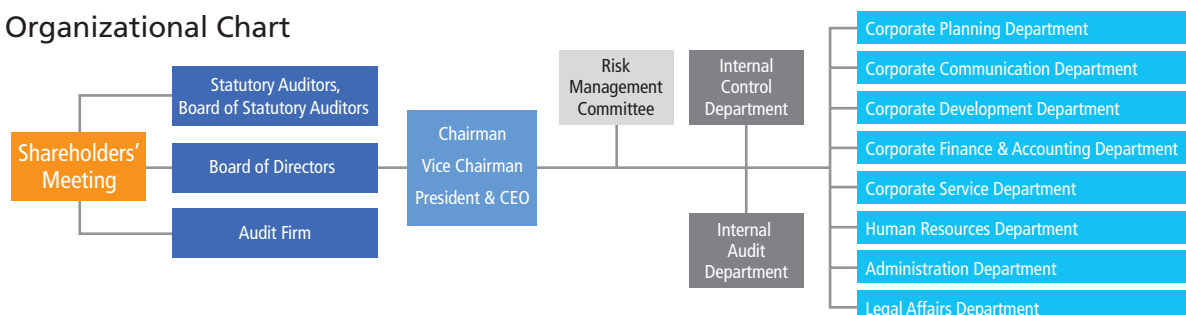 Organizational Chart
Shareholders'
Meeting
Statutory Auditors,
Board of Statutory Auditors
Board of Directors
Audit Firm
Chairman
Vice Chairman
President & CEO
Risk
Management
Committee
Internal
Control
Department
Internal
Audit
Department
Corporate Planning Department
Corporate Communication Department
Corporate Development Department
Corporate Finance & Accounting Department
Corporate Service Department
Human Resources Department
Administration Department
Legal Affairs Department